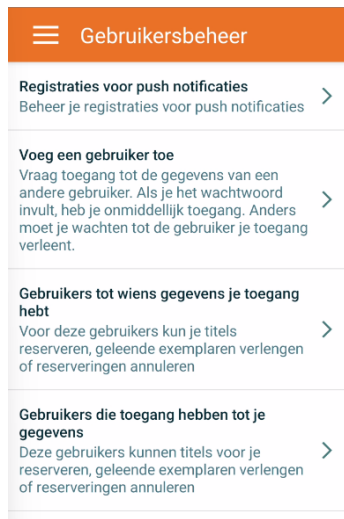 Gebruikersbeheer
Registraties voor push notificaties
Beheer je registraties voor push notificaties
Voeg een gebruiker toe
Vraag toegang tot de gegevens van een
andere gebruiker. Als je het wachtwoord
invult, heb je onmiddellijk toegang. Anders
moet je wachten tot de gebruiker je toegang
verleent.
Gebruikers tot wiens gegevens je toegang
hebt
Voor deze gebruikers kun je titels
reserveren, geleende exemplaren verlengen
of reserveringen annuleren
Gebruikers die toegang hebben tot je
gegevens
Deze gebruikers kunnen titels voor je
reserveren, geleende exemplaren verlengen
of reserveringen annuleren